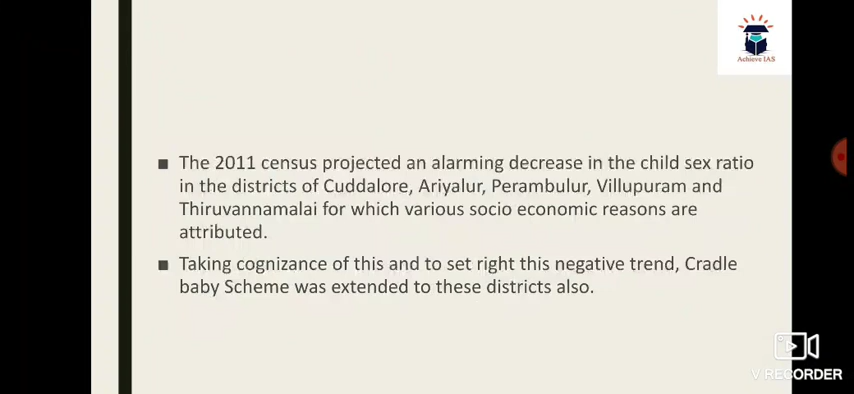 Achieve IAS
■ The 2011 census projected an alarming decrease in the child sex ratio
in the districts of Cuddalore, Ariyalur, Perambulur, Villupuram and
Thiruvannamalai for which various socio economic reasons are
attributed.
■ Taking cognizance of this and to set right this negative trend, Cradle
baby Scheme was extended to these districts also.
V RECORDER